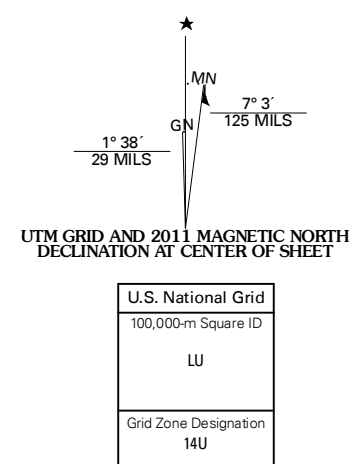 ★
MN
GN
7° 3´
125 MILS
1° 38´
29 MILS
UTM GRID AND 2011 MAGNETIC NORTH
DECLINATION AT CENTER OF SHEET
U.S. National Grid
100,000-m Square ID
LU
Grid Zone Designation
14U